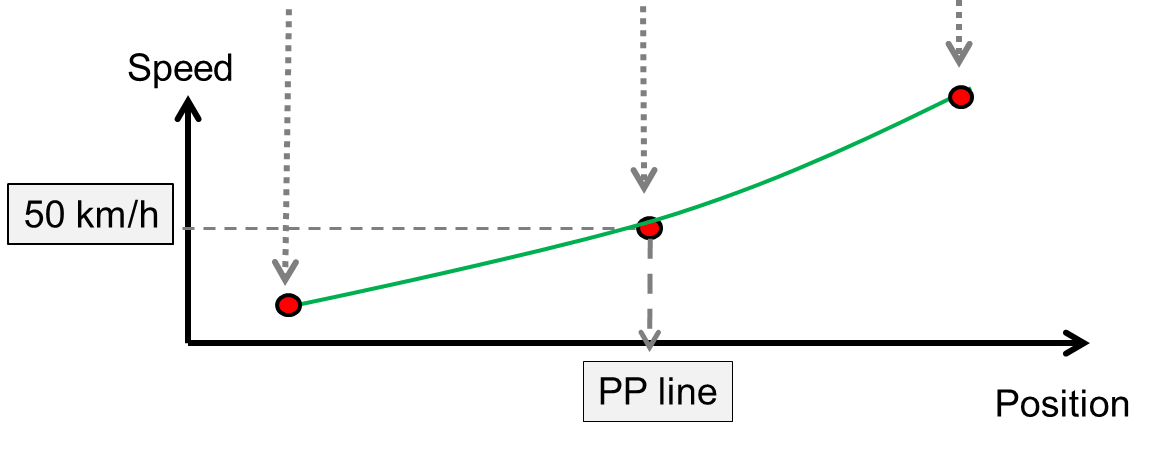 Speed
50 km/h
PP line
Position